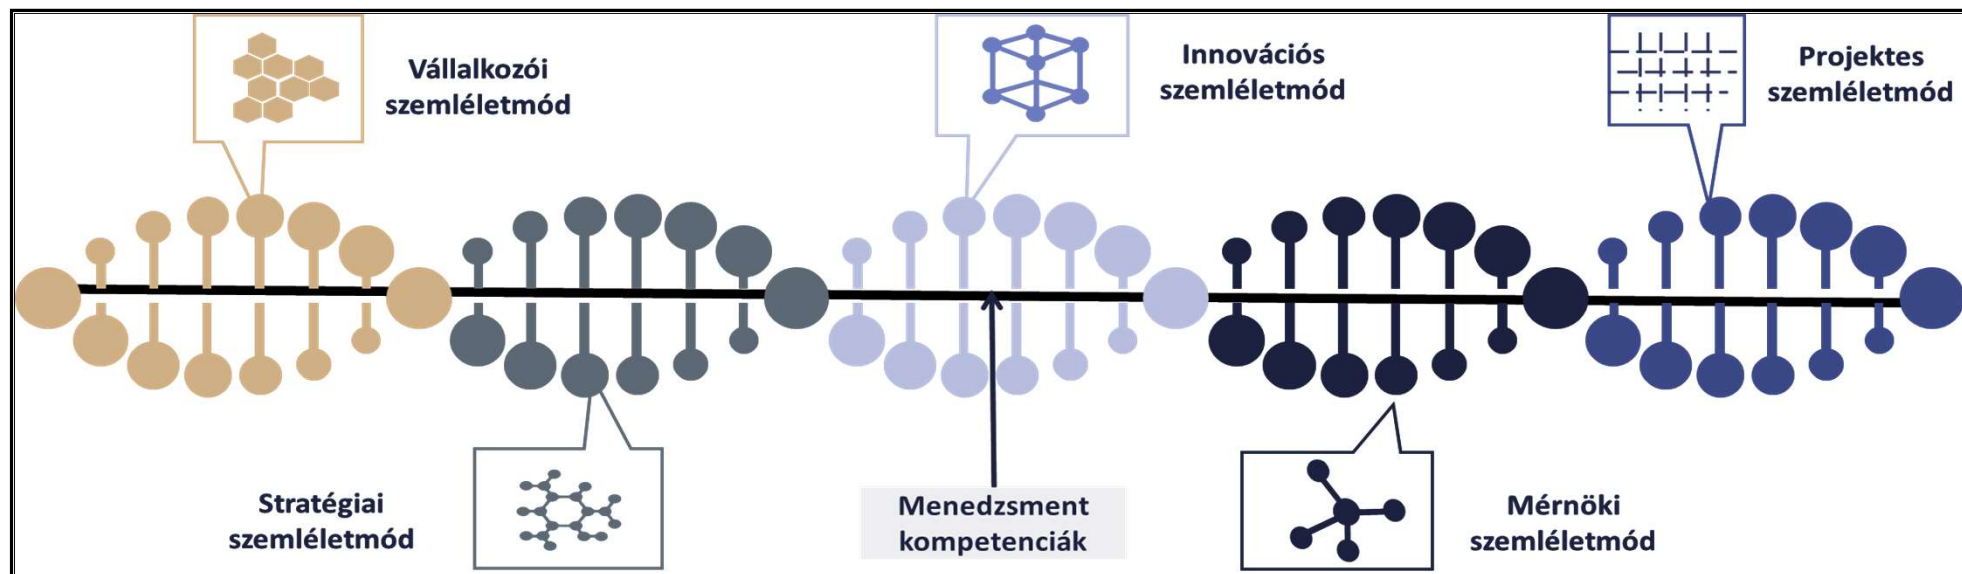 Vállalkozói
szemléletmód
Innovációs
szemléletmód
Projektes
szemléletmód
Stratégiai
szemléletmód
Menedzsment
kompetenciák
Mérnöki
szemléletmód